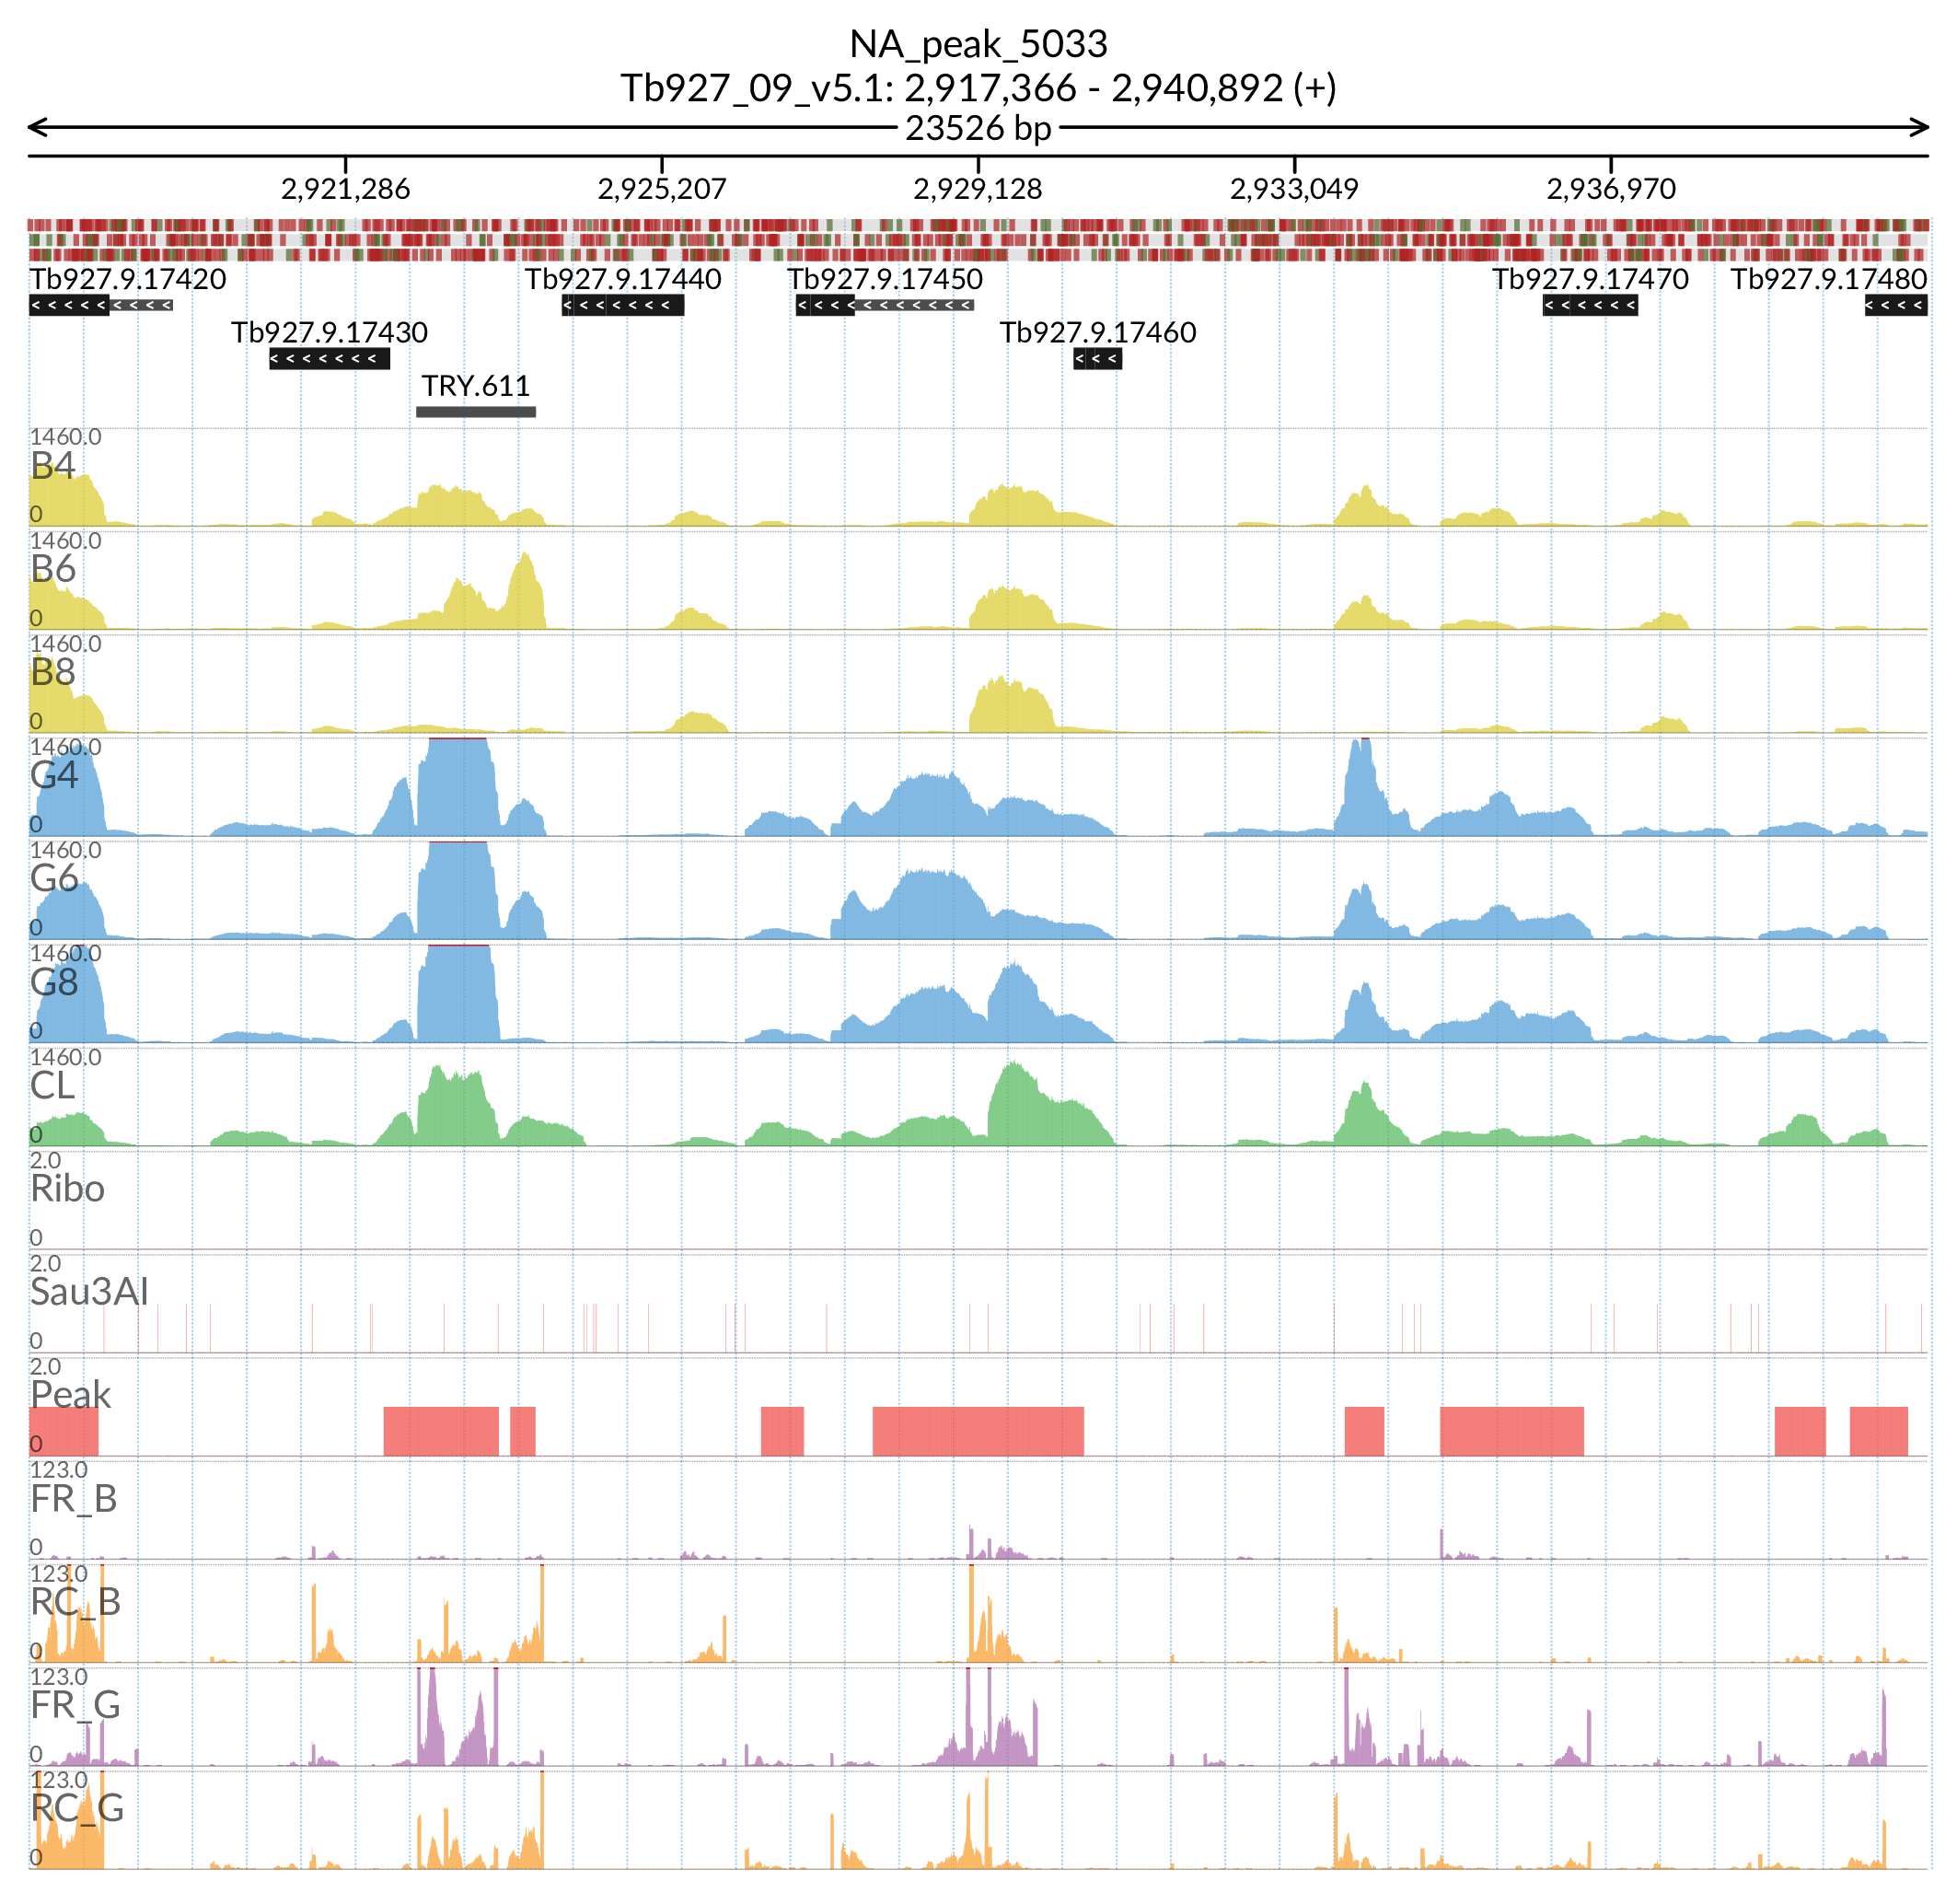 NA_peak_5033
Tb927_09_v5.1: 2,917,366 - 2,940,892 (+)
23526 bp
2,921,286 2,925,207 2,929,128 2,933,049 2,936,970
Tb927.9.17420 Tb927.9.17440 Tb927.9.17450 Tb927.9.17470 Tb927.9.17480
Tb927.9.17430 Tb927.9.17460
TRY.611
1460.0
B4
0
1460.0
B6
0
1460.0
B8
0
1460.0
G4
0
1460.0
G6
0
1460.0
G8
0
1460.0
CL
0
2.0
Ribo
0
2.0
Sau3AI
0
2.0
Peak
0
123.0
FR_B
0
123.0
RC_B
0
123.0
FR_G
0
123.0
RC_G
0